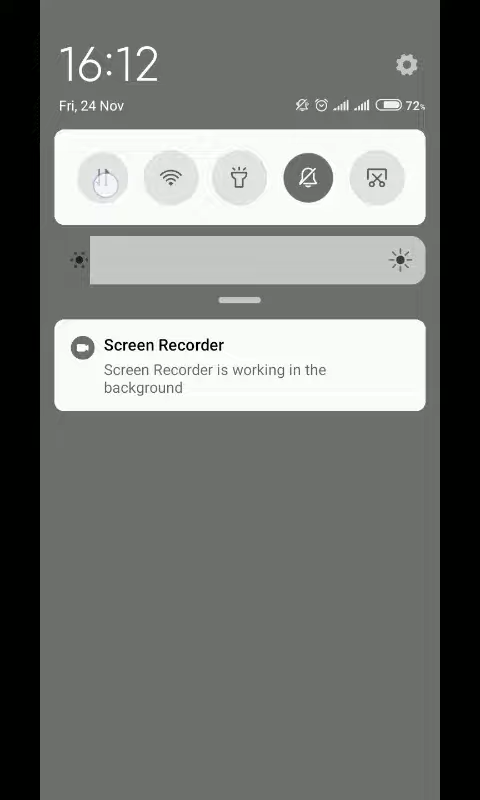 16:12
Fri, 24 Nov
72%
Screen Recorder
Screen Recorder is working in the
background